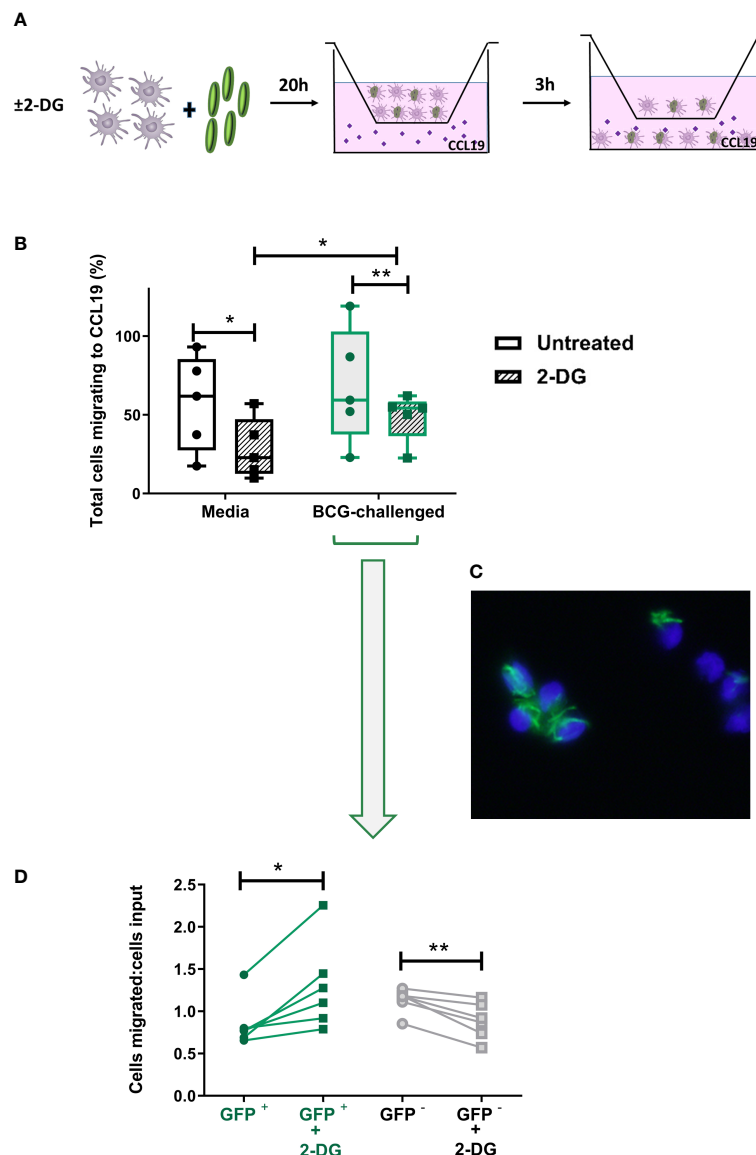 A
±2-DG
+
20h
CCL19
3h
CCL19
B
Total cells migrating to CCL19 (%)
100
50
0
*
*
**
Media
BCG-challenged
Untreated
2-DG
C
D
Cells migrated:cells input
2.5
2.0
1.5
1.0
0.5
0.0
*
**
GFP +
GFP +
+
2-DG
GFP -
GFP -
+
2-DG